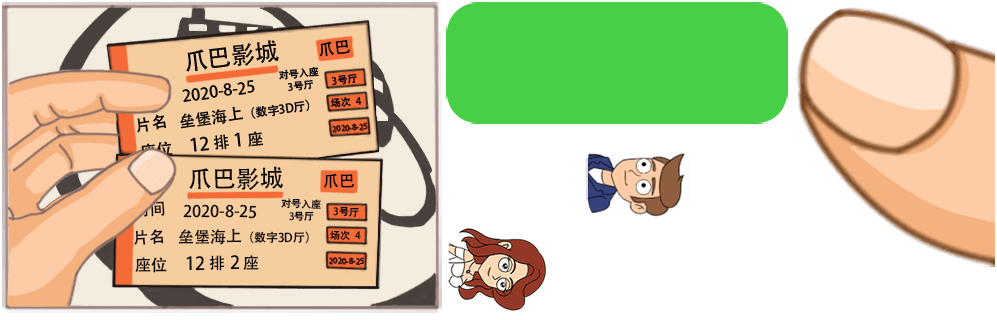 爪巴影城 爪巴
2020-8-25 对号入座 3号厅
3号厅
片名 垒堡海上(数字3D厅) 场次 4
座位 12排1座 2020-8-25
爪巴影城 爪巴
2020-8-25 对号入座 3号厅
3号厅
片名 垒堡海上(数字3D厅) 场次 4
座位 12排2座 2020-8-25